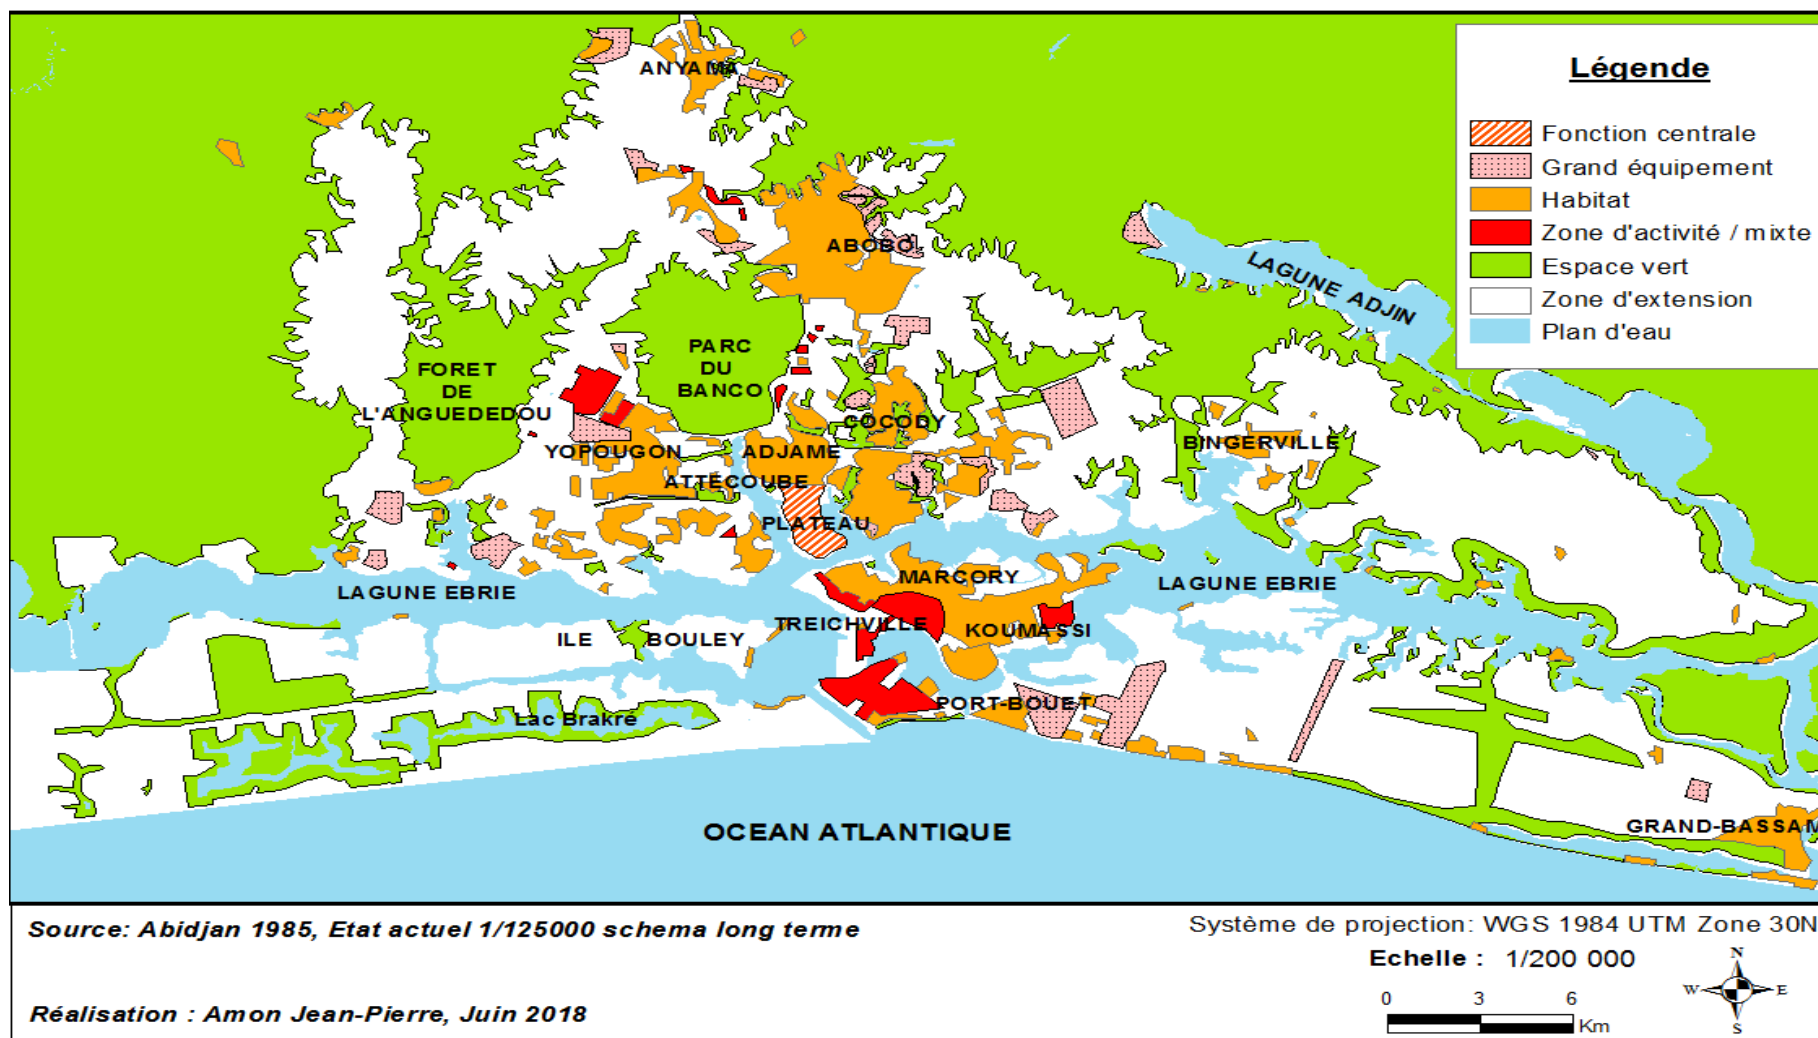 Légende
Fonction centrale
Grand équipement
Habitat
Zone d'activité / mixte
Espace vert
Zone d'extension
Plan d'eau
ANYAMA
ABOBO
LAGUNE ADJIN
PARC
DU
BANCO
FORET
DE
L'ANGUEDEDOU
COCODY
BINGERVILLE
YOPOUGON
ADJAME
ATTECOUBE
PLATEAU
MARCORY
LAGUNE EBRIE
LAGUNE EBRIE
TREICHVILLE
KOUMASSI
ILE BOULEY
PORT-BOUET
Lac Brakré
OCEAN ATLANTIQUE
GRAND-BASSAM
Source: Abidjan 1985, Etat actuel 1/125000 schema long terme
Réalisation : Amon Jean-Pierre, Juin 2018
Système de projection: WGS 1984 UTM Zone 30N
Echelle : 1/200 000
0 3 6
Km
N
W E
S